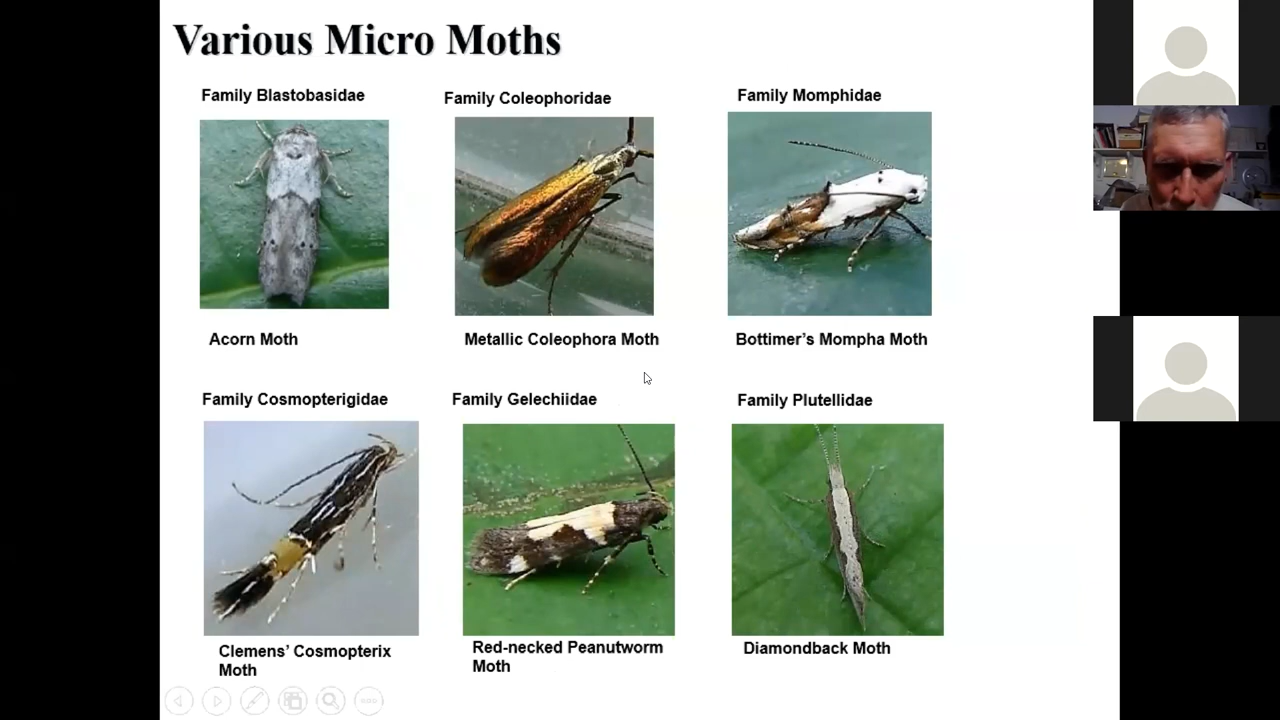 Various Micro Moths
Family Blastobasidae
Family Coleophoridae
Family Momphidae
Acorn Moth
Metallic Coleophora Moth
Bottimer’s Mompha Moth
Family Cosmopterigidae
Family Gelechiidae
Family Plutellidae
Clemens’ Cosmopterix
Moth
Red-necked Peanutworm
Moth
Diamondback Moth